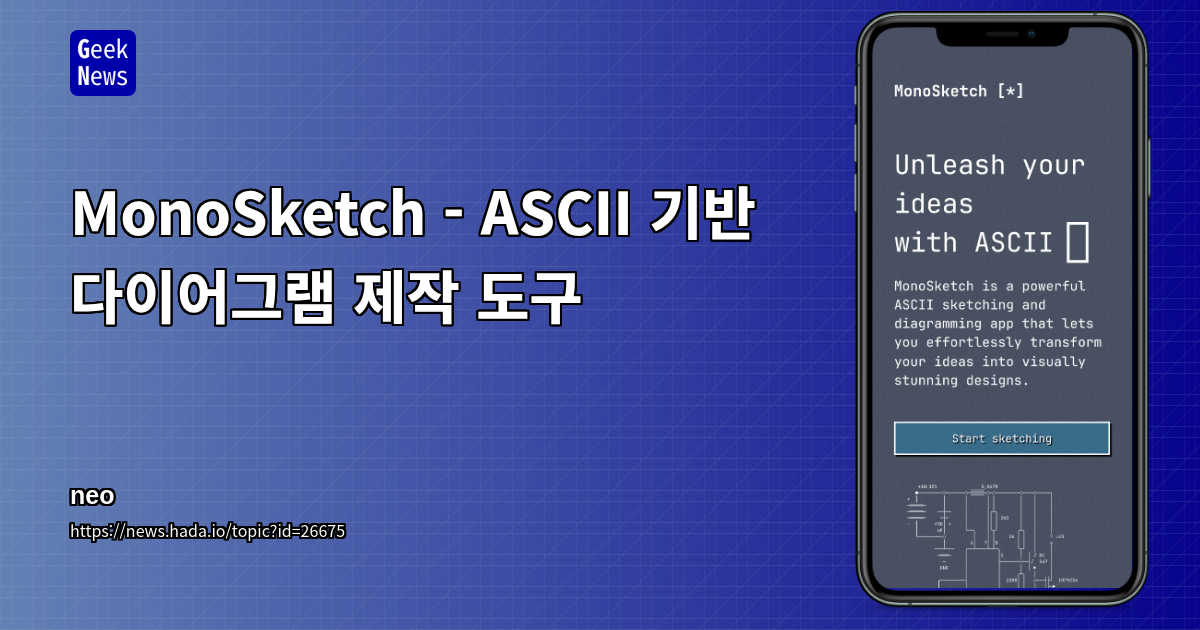 Geek
News
MonoSketch - ASCII 기반
다이어그램 제작 도구
neo
https://news.hada.io/topic?id=26675
MonoSketch [*]
Unleash your
ideas
with ASCII
MonoSketch is a powerful
ASCII sketching and
diagramming app that lets
you effortlessly transform
your ideas into visually
stunning designs.
Start sketching
GND